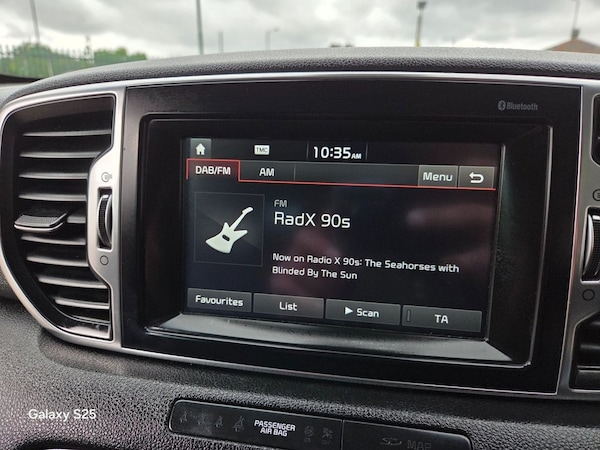 Bluetooth
TMC
10:35AM
DAB/FM AM Menu
FM
RadX 90s
Now on Radio X 90s: The Seahorses with
Blinded By The Sun
Favourites List Scan TA
Galaxy S25
PASSENGER
AIR BAG
MAP